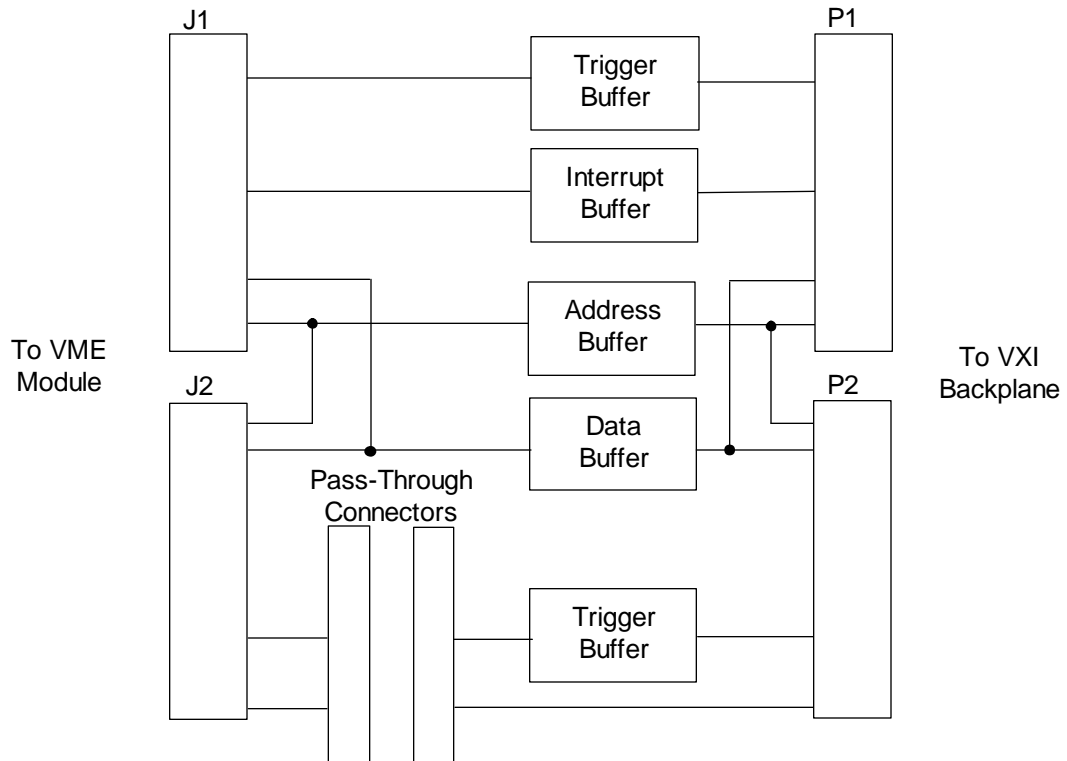 J1
P1
Trigger
Buffer
Interrupt
Buffer
Address
Buffer
To VME
Module
To VXI
Backplane
J2
P2
Data
Buffer
Pass-Through
Connectors
Trigger
Buffer